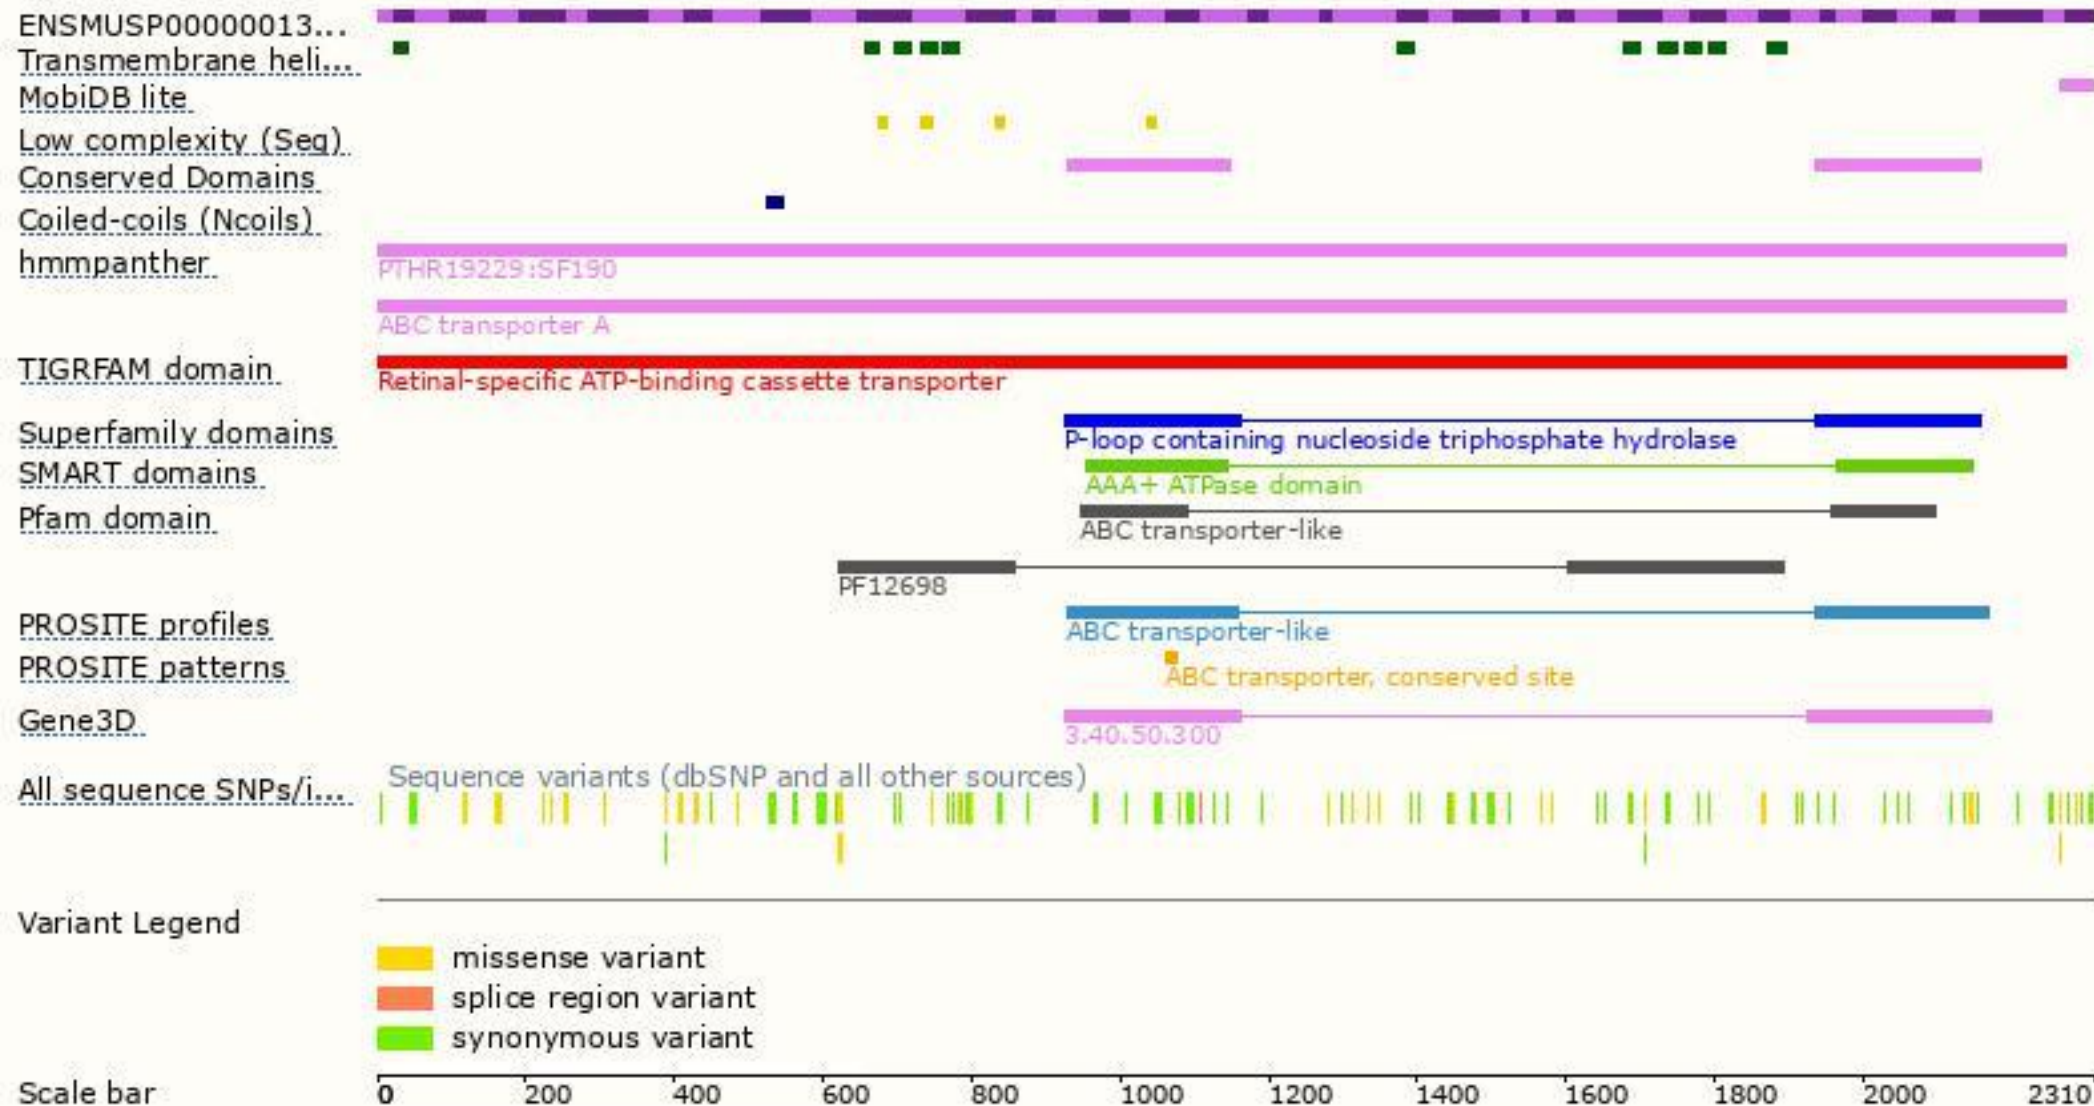 ENSMUSP00000013...
Transmembrane heli...
MobiDB lite
Low complexity (Seg)
Conserved Domains
Coiled-coils (Ncoils)
hmmpanther
PTHR19229:SF190
ABC transporter A
TIGRFAM domain
Retinal-specific ATP-binding cassette transporter
Superfamily domains
P-loop containing nucleoside triphosphate hydrolase
SMART domains
AAA+ ATPase domain
Pfam domain
ABC transporter-like
PF12698
PROSITE profiles
ABC transporter-like
PROSITE patterns
ABC transporter, conserved site
Gene3D
3.40.50.300
All sequence SNPs/i...
Sequence variants (dbSNP and all other sources)
Variant Legend
missense variant
splice region variant
synonymous variant
Scale bar 0 200 400 600 800 1000 1200 1400 1600 1800 2000 2310